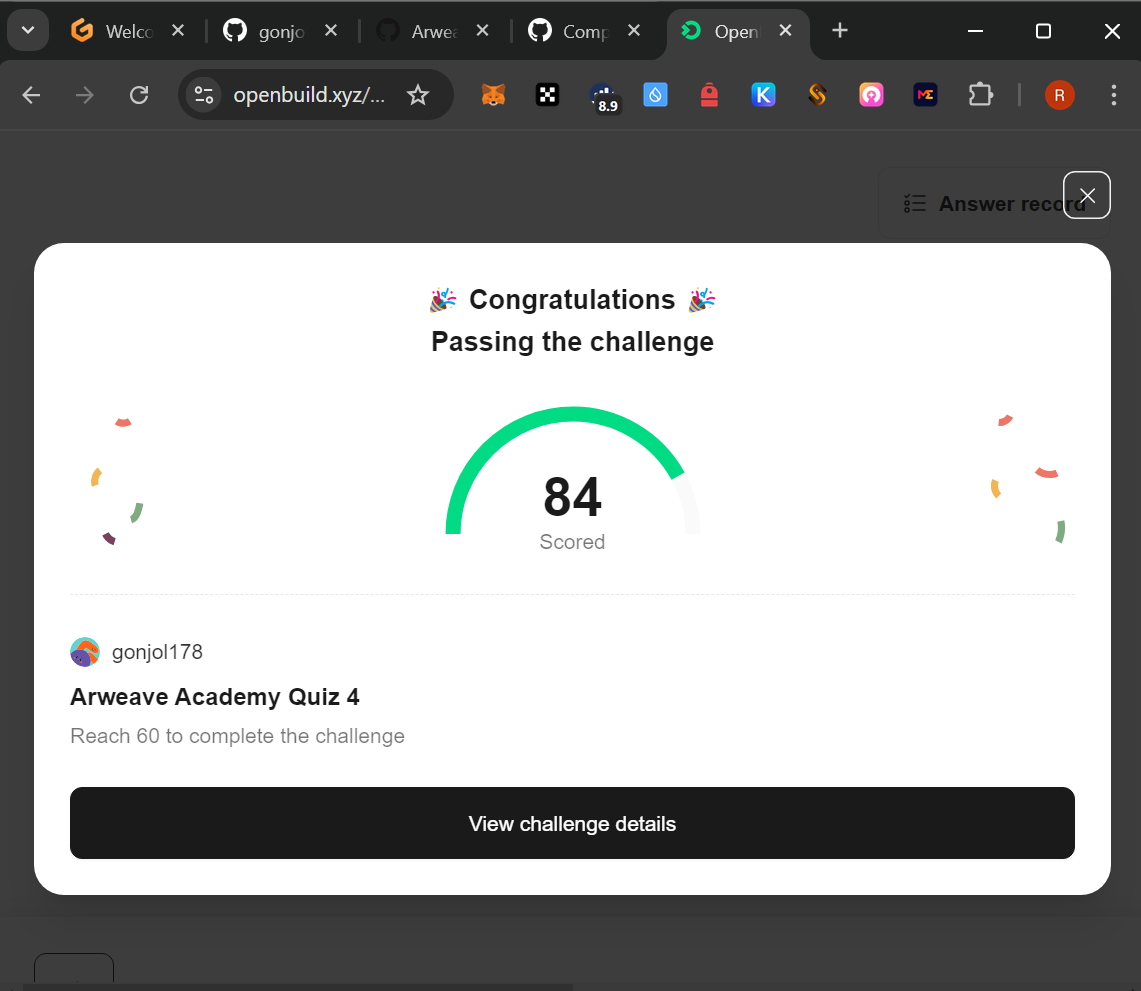 Welco
gonjo
Arwea
Comp
Open
openbuild.xyz/...
8.9
K
ME
R
Answer record
Congratulations
Passing the challenge
84
Scored
gonjol178
Arweave Academy Quiz 4
Reach 60 to complete the challenge
View challenge details